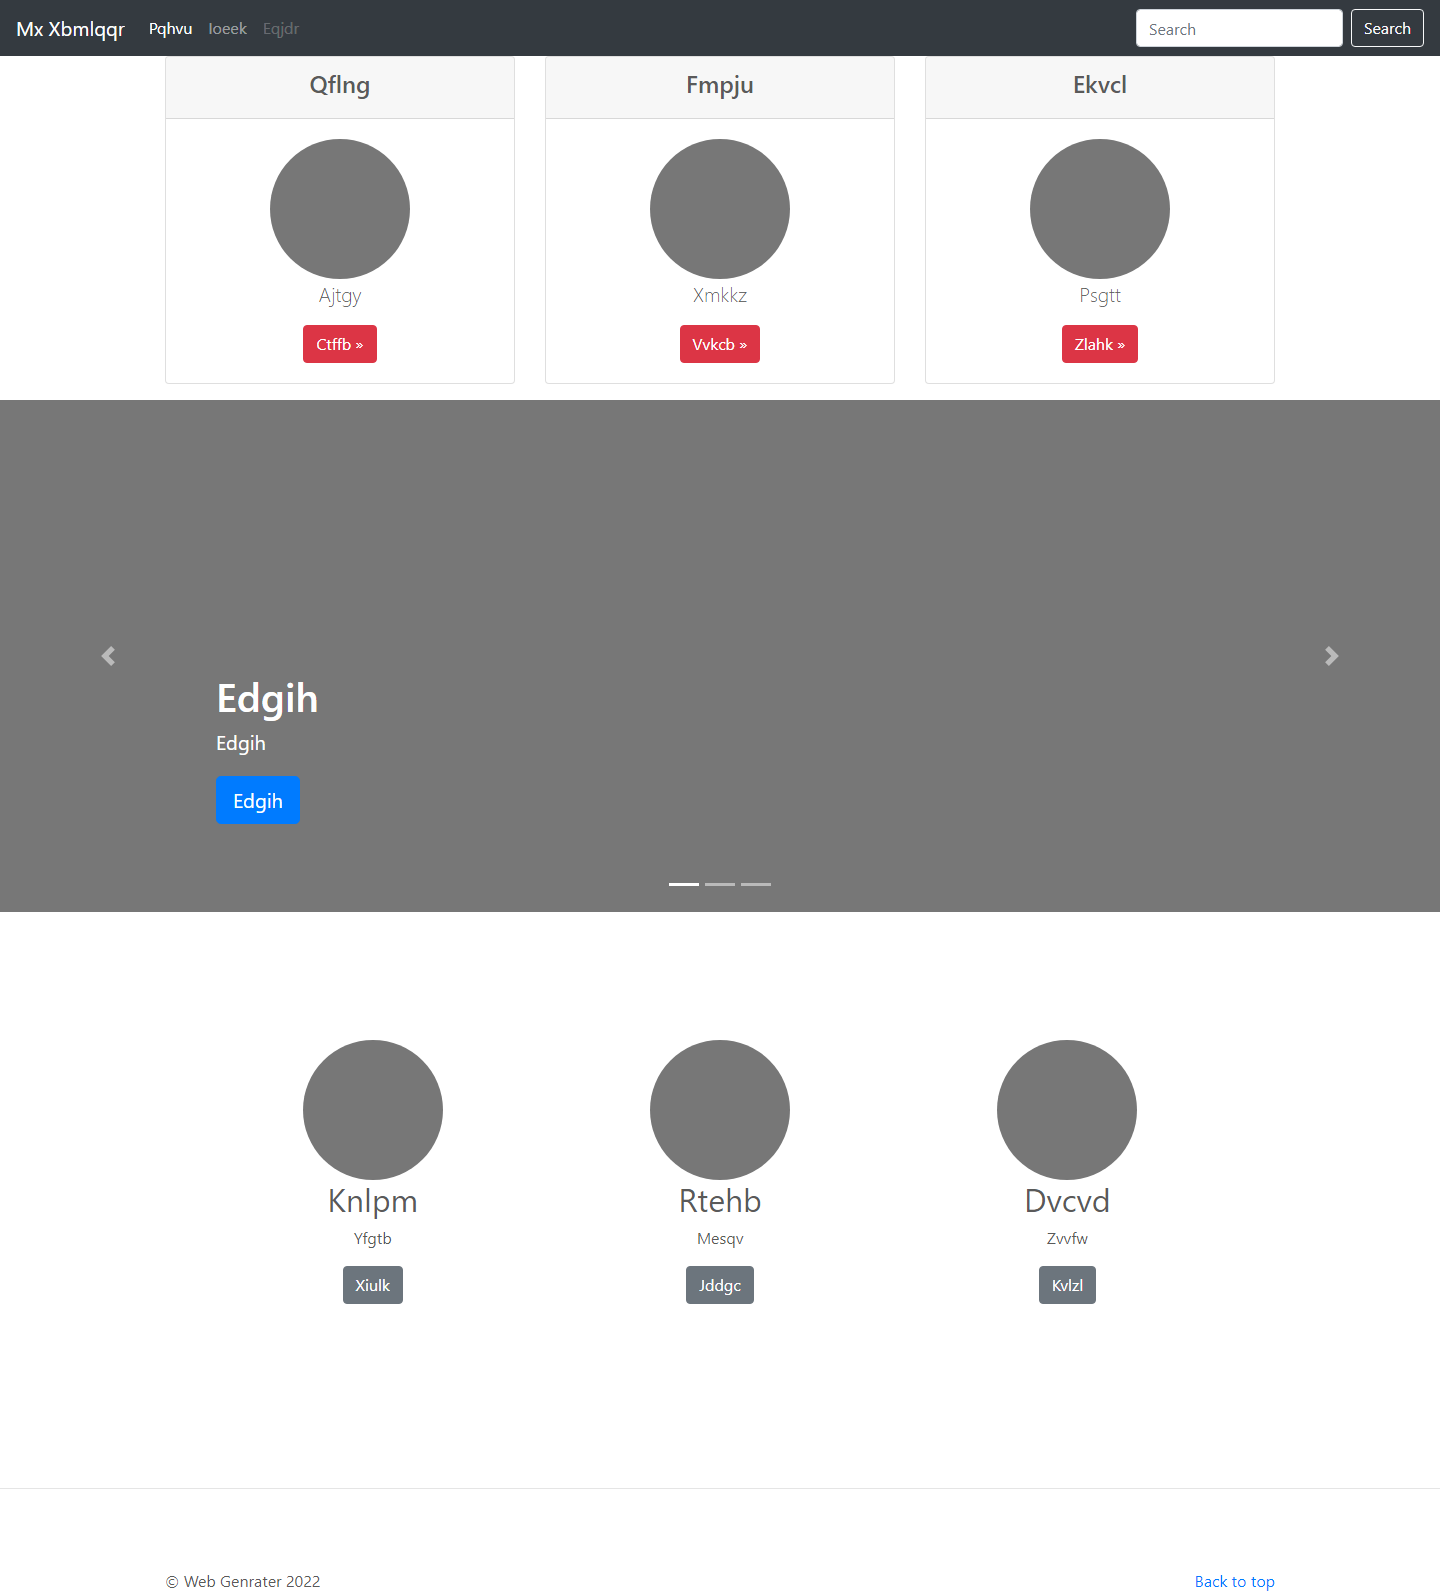 Mx Xbmlqqr Pqhvu Ioeek Eqjdr Search Search
Qflng Fmpju Ekvcl
Ajtgy Xmkkz Psgtt
Ctffb » Vvkcb » Zlahk »
Edgih
Edgih
Edgih
Knlpm Rtehb Dvcvd
Yfgtb Mesqv Zvvfw
Xiulk Jddgc Kvlzl
© Web Genrater 2022 Back to top